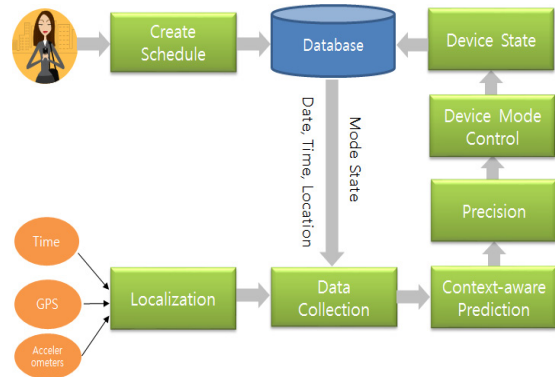 Create
Schedule
Database
Device State
Device Mode
Control
Mode State
Date, Time, Location
Precision
Time
GPS
Acceler
ometers
Localization
Data
Collection
Context-aware
Prediction